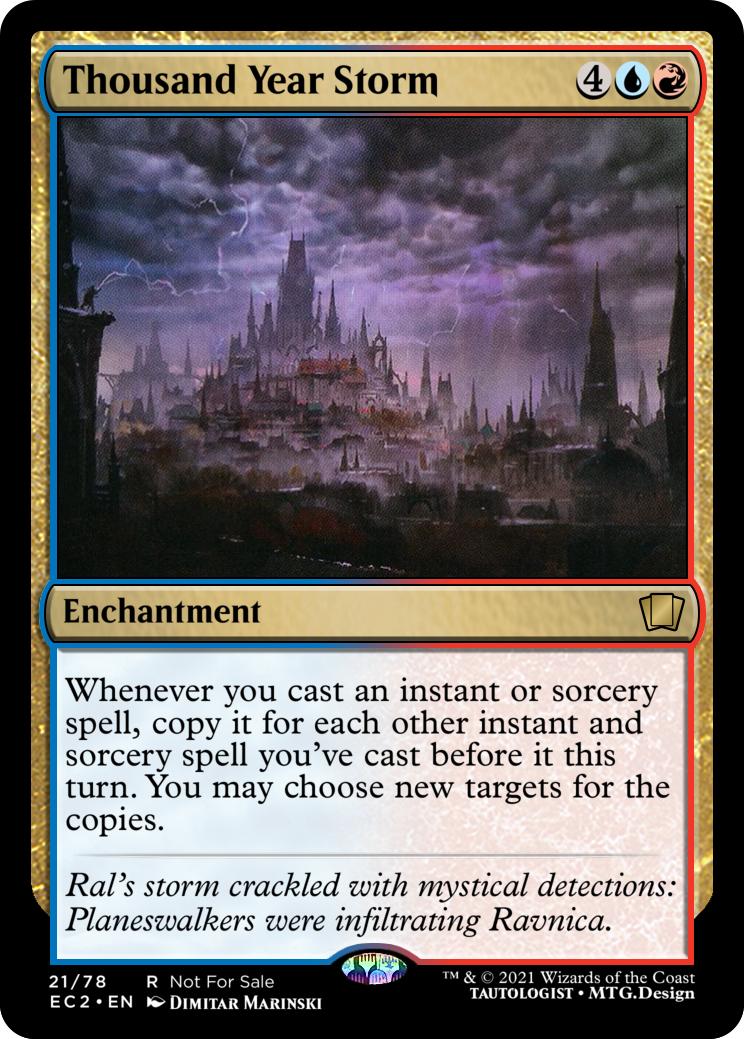 Thousand Year Storm 4
Enchantment
Whenever you cast an instant or sorcery
spell, copy it for each other instant and
sorcery spell you've cast before it this
turn. You may choose new targets for the
copies.
Ral's storm crackled with mystical detections:
Planeswalkers were infiltrating Ravnica.
21/78 R Not For Sale
EC2•EN DIMITAR MARINSKI
™ & © 2021 Wizards of the Coast
TAUTOLOGIST • MTG.Design